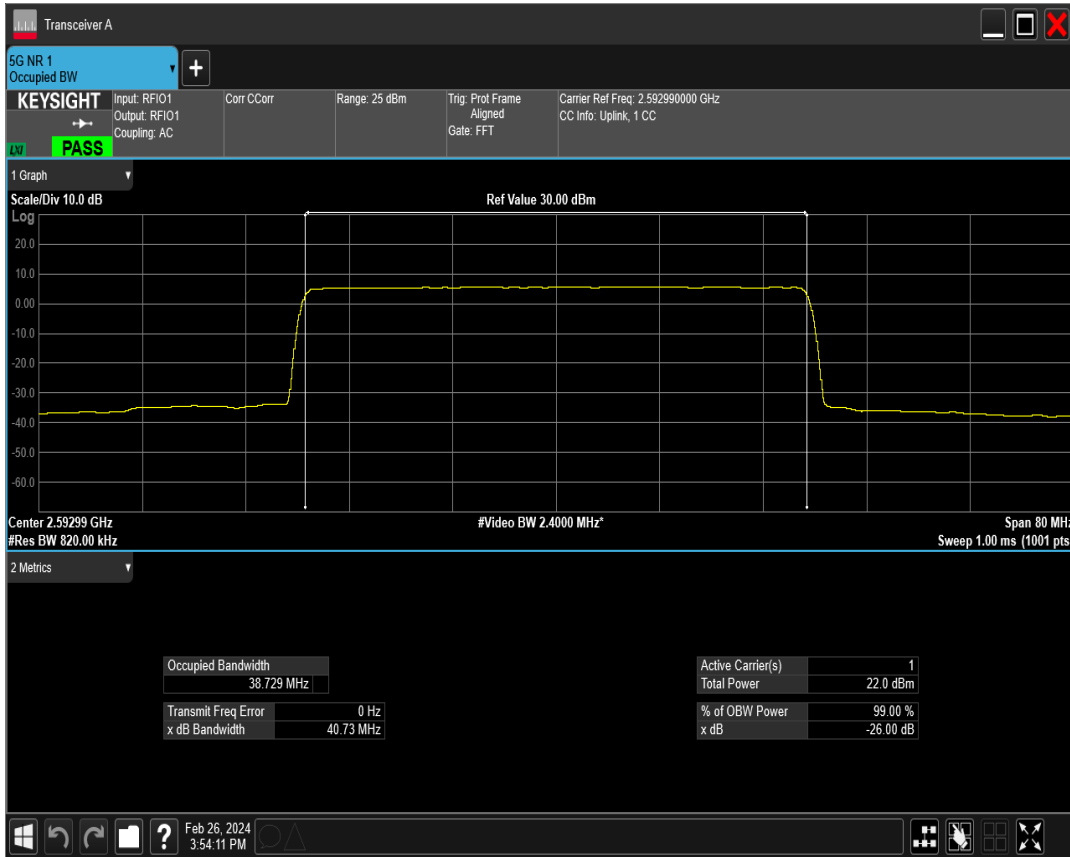 Transceiver A
5G NR 1
Occupied BW
KEYSIGHT
LXI
PASS
Input: RFIO1
Output: RFIO1
Coupling: AC
Corr CCorr
Range: 25 dBm
Trig: Prot Frame
Aligned
Gate: FFT
Carrier Ref Freq: 2.592990000 GHz
CC Info: Uplink, 1 CC
1 Graph
Scale/Div 10.0 dB
Ref Value 30.00 dBm
Log
20.0
10.0
0.00
-10.0
-20.0
-30.0
-40.0
-50.0
-60.0
Center 2.59299 GHz
#Video BW 2.4000 MHz*
Span 80 MHz
#Res BW 820.00 kHz
Sweep 1.00 ms (1001 pts
2 Metrics
Occupied Bandwidth
38.729 MHz
Transmit Freq Error 0 Hz
x dB Bandwidth 40.73 MHz
Active Carrier(s) 1
Total Power 22.0 dBm
% of OBW Power 99.00 %
x dB -26.00 dB
?
Feb 26, 2024
3:54:11 PM